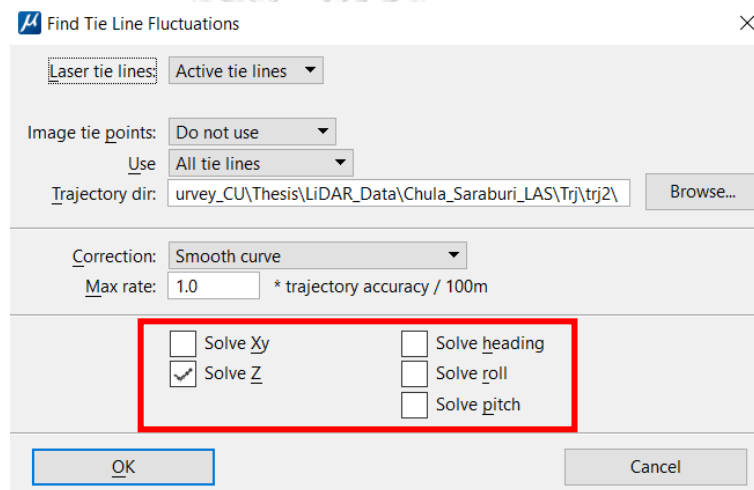 Find Tie Line Fluctuations
Laser tie lines: Active tie lines
Image tie points: Do not use
Use All tie lines
Trajectory dir: urvey_CU\Thesis\LiDAR_Data\Chula_Saraburi_LAS\Trj\trj2\ Browse...
Correction: Smooth curve
Max rate: 1.0 * trajectory accuracy / 100m
Solve Xy Solve heading
Solve Z Solve roll
Solve pitch
OK Cancel